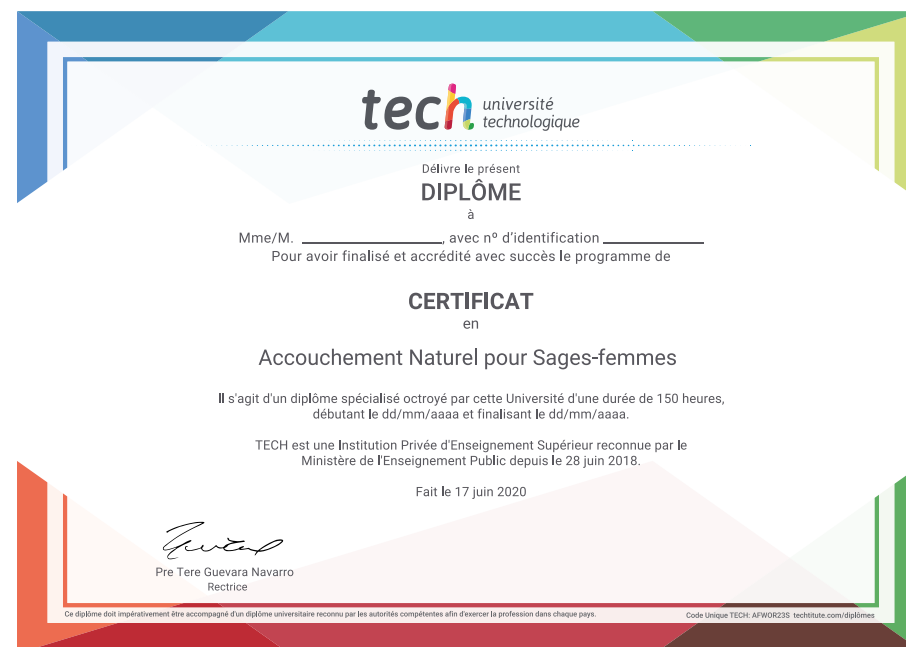 tech université
technologique
Délivre le présent
DIPLÔME
à
Mme/M. ____________________, avec nº d'identification ______________
Pour avoir finalisé et accrédité avec succès le programme de
CERTIFICAT
en
Accouchement Naturel pour Sages-femmes
Il s'agit d'un diplôme spécialisé octroyé par cette Université d'une durée de 150 heures,
débutant le dd/mm/aaaa et finalisant le dd/mm/aaaa.
TECH est une Institution Privée d'Enseignement Supérieur reconnue par le
Ministère de l'Enseignement Public depuis le 28 juin 2018.
Fait le 17 juin 2020
Pre Tere Guevara Navarro
Rectrice
Ce diplôme doit impérativement être accompagné d'un diplôme universitaire reconnu par les autorités compétentes afin d'exercer la profession dans chaque pays.
Code Unique TECH: AFWOR23S techtitute.com/diplômes